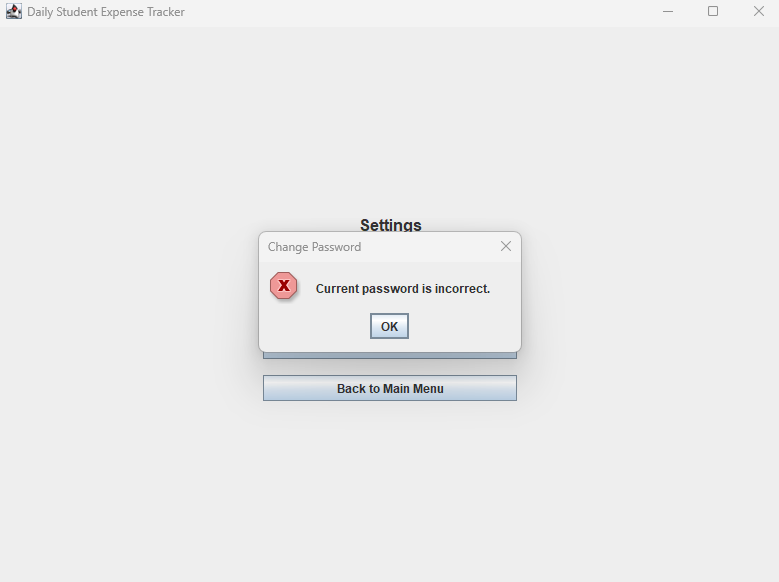 Daily Student Expense Tracker
Settings
Change Password
Current password is incorrect.
OK
Back to Main Menu